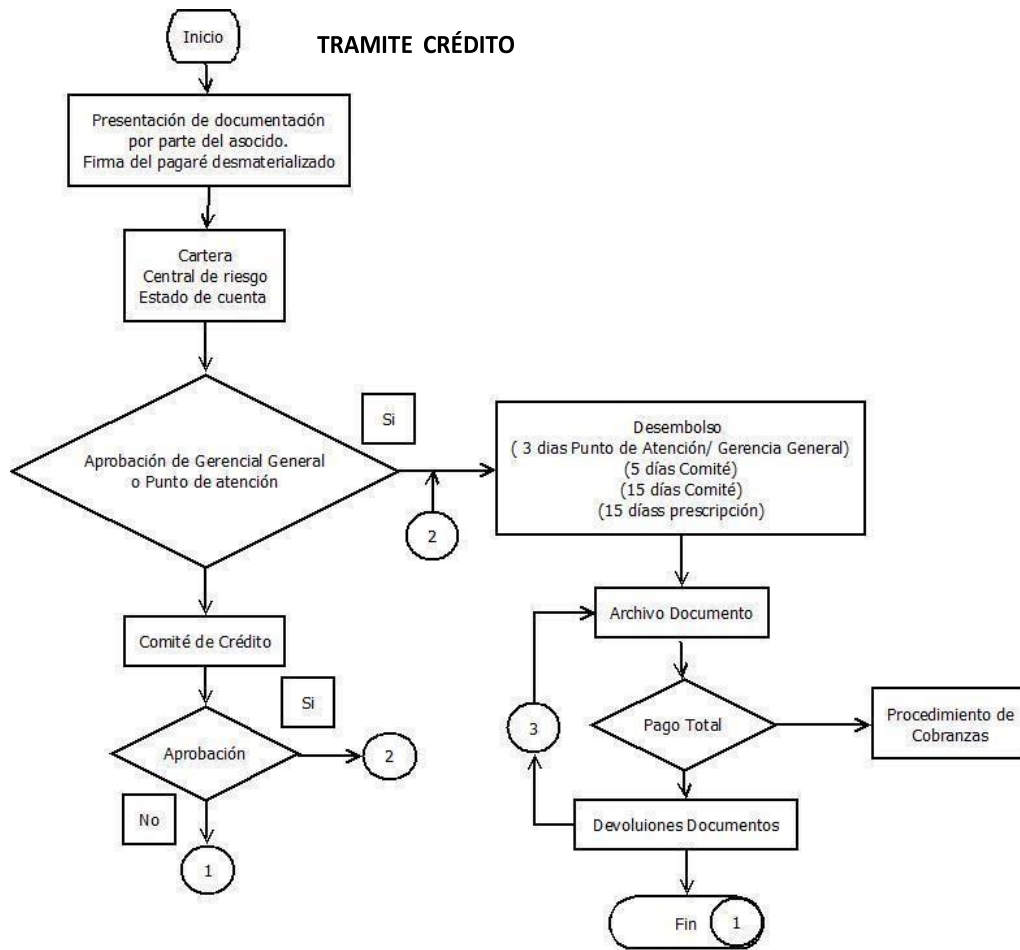 Inicio
TRAMITE CRÉDITO
Presentación de documentación
por parte del asocido.
Firma del pagaré desmaterializado
Cartera
Central de riesgo
Estado de cuenta
Aprobación de Gerencial General
o Punto de atención
Si
2
Desembolso
( 3 dias Punto de Atención/ Gerencia General)
(5 días Comité)
(15 días Comité)
(15 díass prescripción)
Comité de Crédito
Si
Aprobación
2
No
1
Archivo Documento
3
Pago Total
Procedimiento de
Cobranzas
Devoluiones Documentos
Fin
1